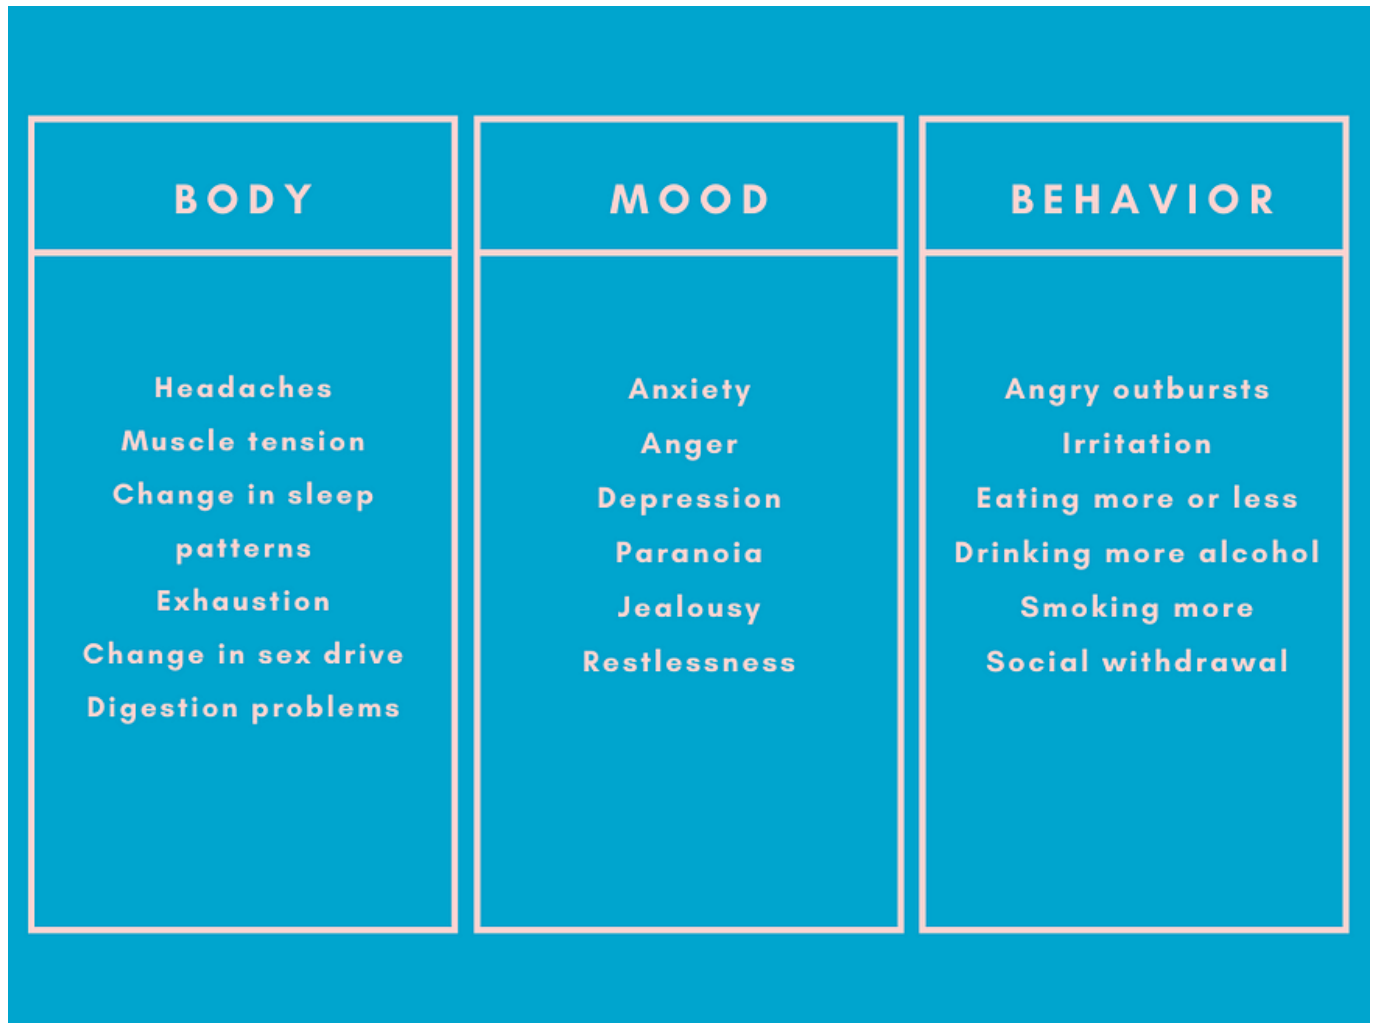 BODY
Headaches
Muscle tension
Change in sleep
patterns
Exhaustion
Change in sex drive
Digestion problems
MOOD
Anxiety
Anger
Depression
Paranoia
Jealousy
Restlessness
BEHAVIOR
Angry outbursts
Irritation
Eating more or less
Drinking more alcohol
Smoking more
Social withdrawal